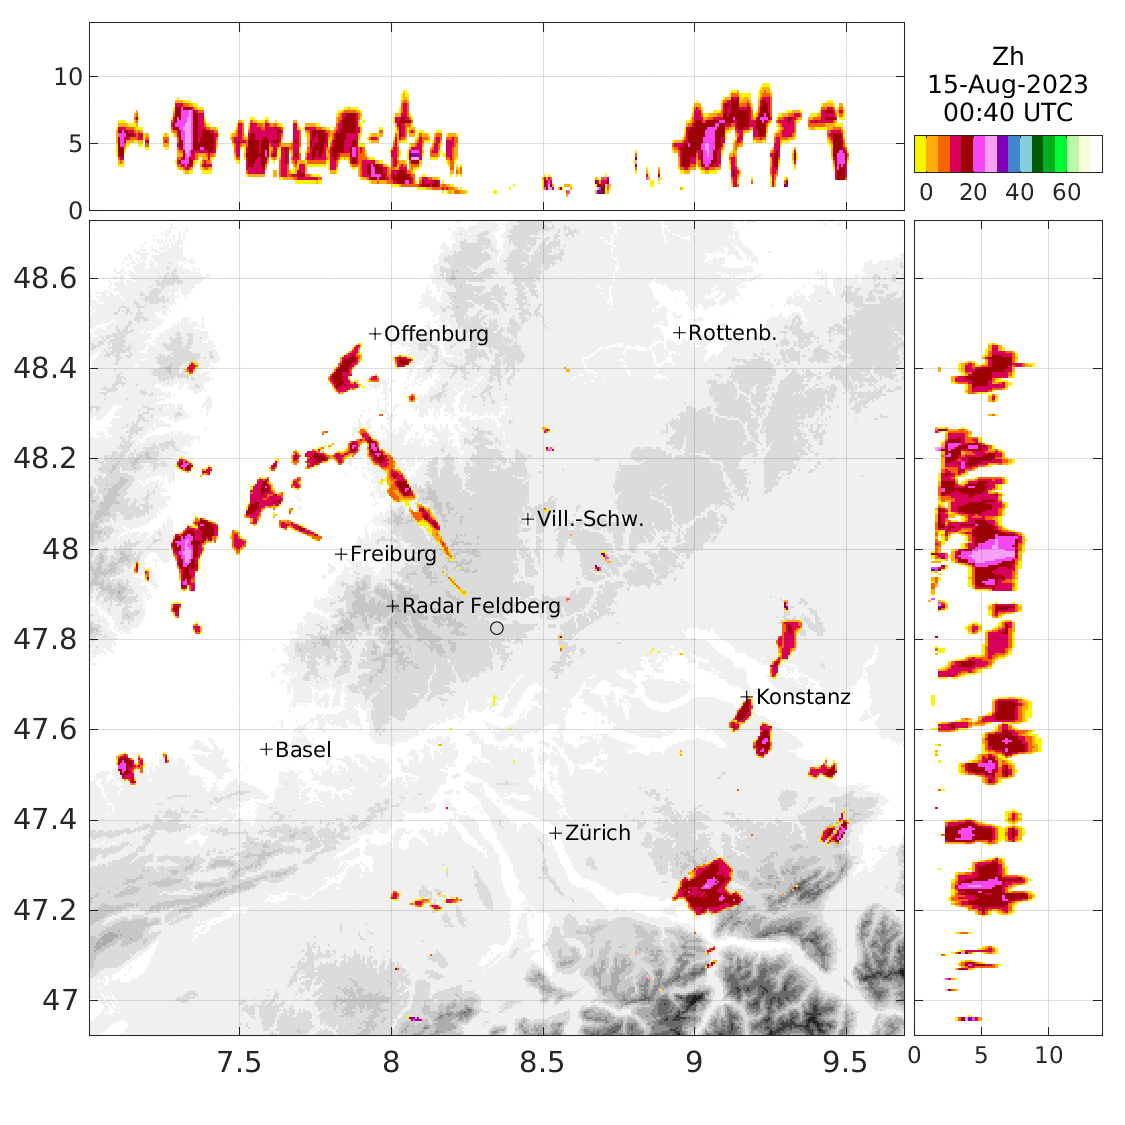 Zh
15-Aug-2023
00:40 UTC
0 20 40 60
10
5
0
48.6
48.4
48.2
48
47.8
47.6
47.4
47.2
47
Offenburg
Rottenb.
Vill.-Schw.
Freiburg
Radar Feldberg
Konstanz
Basel
Zürich
7.5 8 8.5 9 9.5
0 5 10